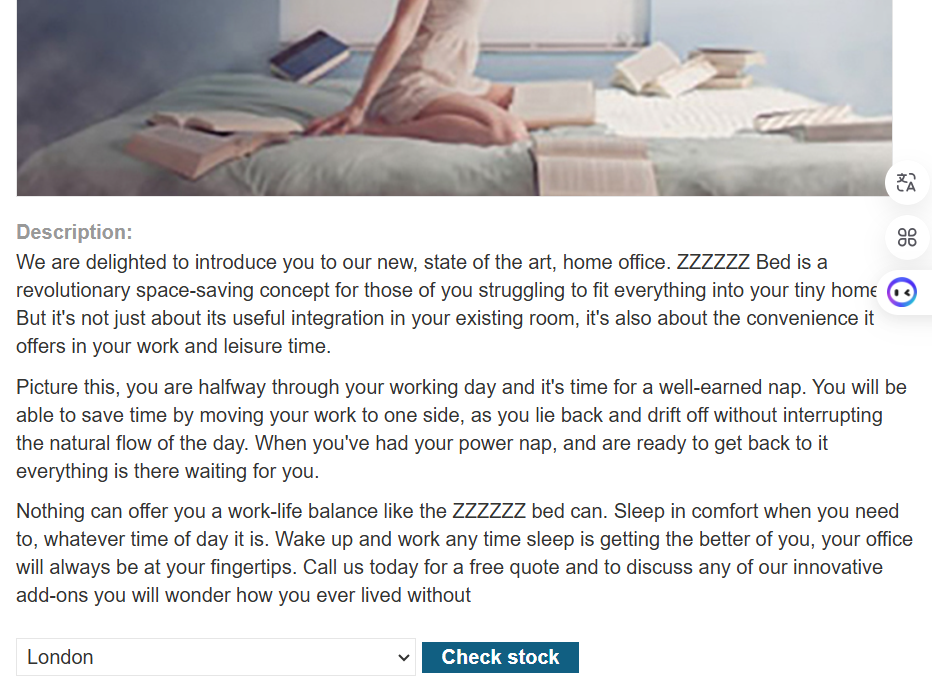 Description:
We are delighted to introduce you to our new, state of the art, home office. ZZZZZZ Bed is a
revolutionary space-saving concept for those of you struggling to fit everything into your tiny home
But it's not just about its useful integration in your existing room, it's also about the convenience it
offers in your work and leisure time.
Picture this, you are halfway through your working day and it's time for a well-earned nap. You will be
able to save time by moving your work to one side, as you lie back and drift off without interrupting
the natural flow of the day. When you've had your power nap, and are ready to get back to it
everything is there waiting for you.
Nothing can offer you a work-life balance like the ZZZZZZ bed can. Sleep in comfort when you need
to, whatever time of day it is. Wake up and work any time sleep is getting the better of you, your office
will always be at your fingertips. Call us today for a free quote and to discuss any of our innovative
add-ons you will wonder how you ever lived without
London
Check stock